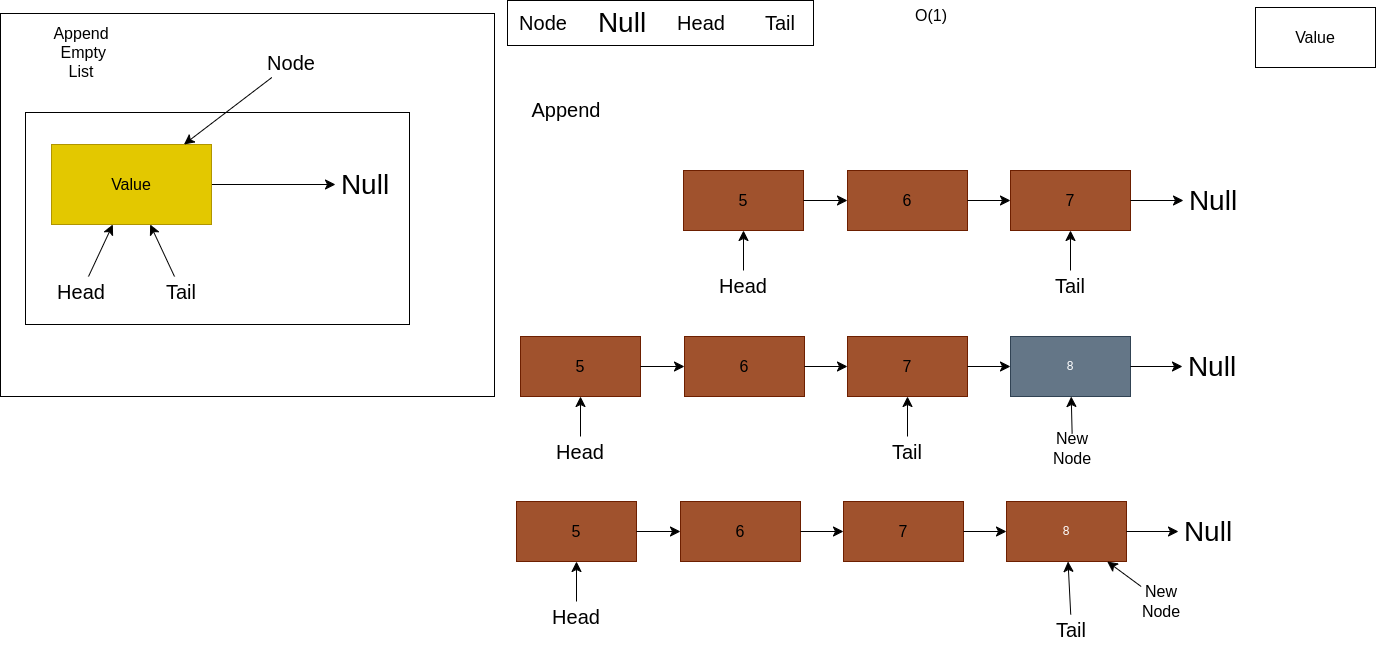 Append
Empty
List
Node
Value
Null
Head Tail
Node Null Head Tail
O(1)
Value
Append
5 6 7 Null
Head Tail
5 6 7 8 Null
Head Tail New
Node
5 6 7 8 Null
Head
New
Node
Tail